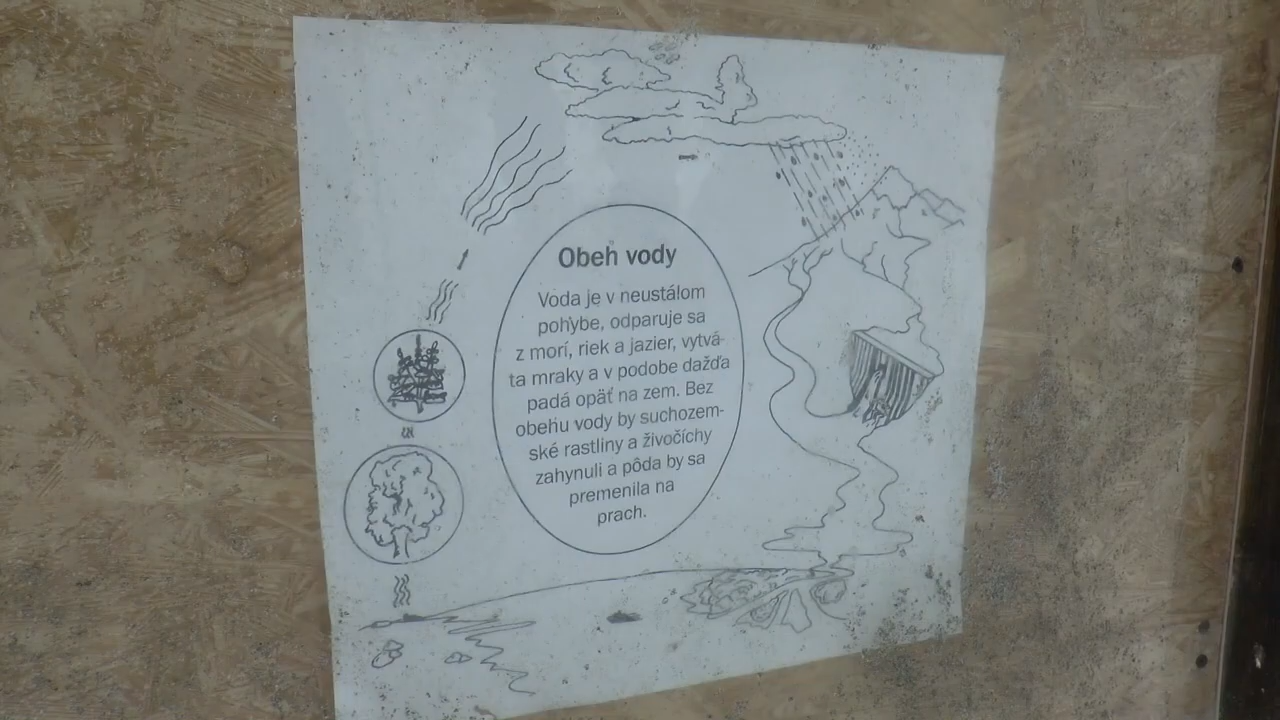 Obeh vody
Voda je v neustálom
pohybe, odparuje sa
z morí, riek a jazier, vytvá-
ta mraky a v podobe dažďa
padá opäť na zem. Bez
obehu vody by suchozem-
ské rastliny a živočíchy
zahynuli a pôda by sa
premenila na
prach.